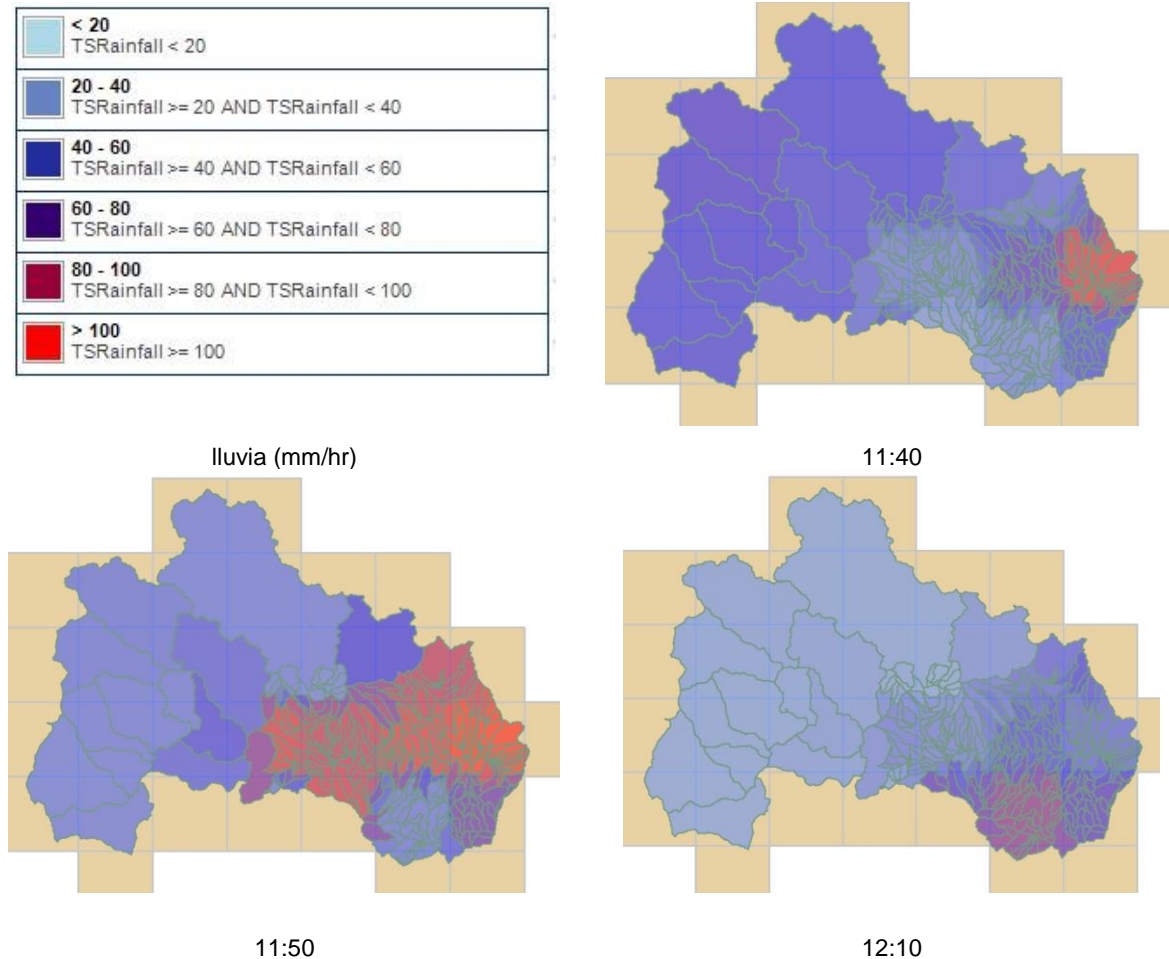 < 20
TSRainfall < 20
20 - 40
TSRainfall >= 20 AND TSRainfall < 40
40 - 60
TSRainfall >= 40 AND TSRainfall < 60
60 - 80
TSRainfall >= 60 AND TSRainfall < 80
80 - 100
TSRainfall >= 80 AND TSRainfall < 100
> 100
TSRainfall >= 100
lluvia (mm/hr)
11:40
11:50
12:10